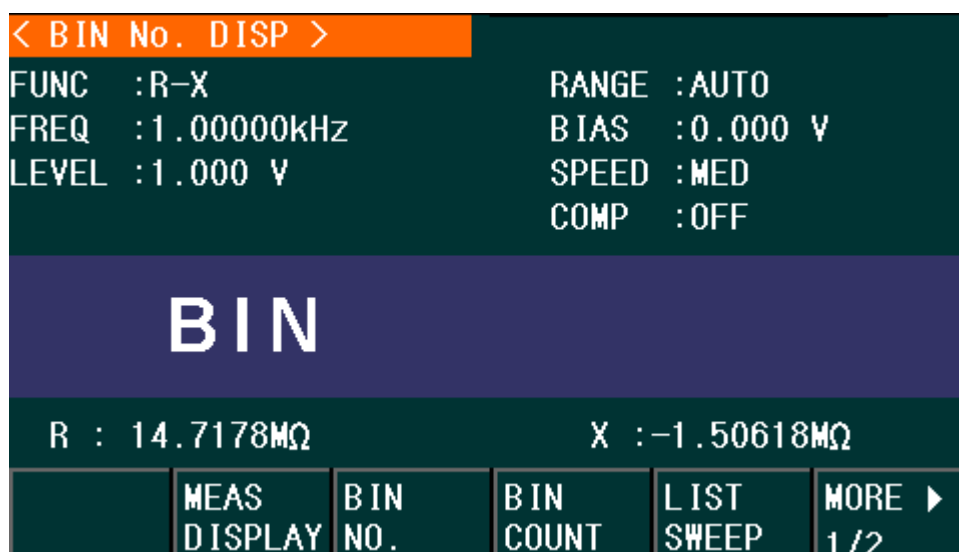 < BIN No. DISP >
FUNC :R-X RANGE :AUTO
FREQ :1.00000kHz BIAS :0.000 V
LEVEL :1.000 V SPEED :MED
COMP :OFF
BIN
R : 14.7178MΩ X :-1.50618MΩ
MEAS DISPLAY
BIN NO.
BIN COUNT
LIST SWEEP
MORE ▶ 1/2